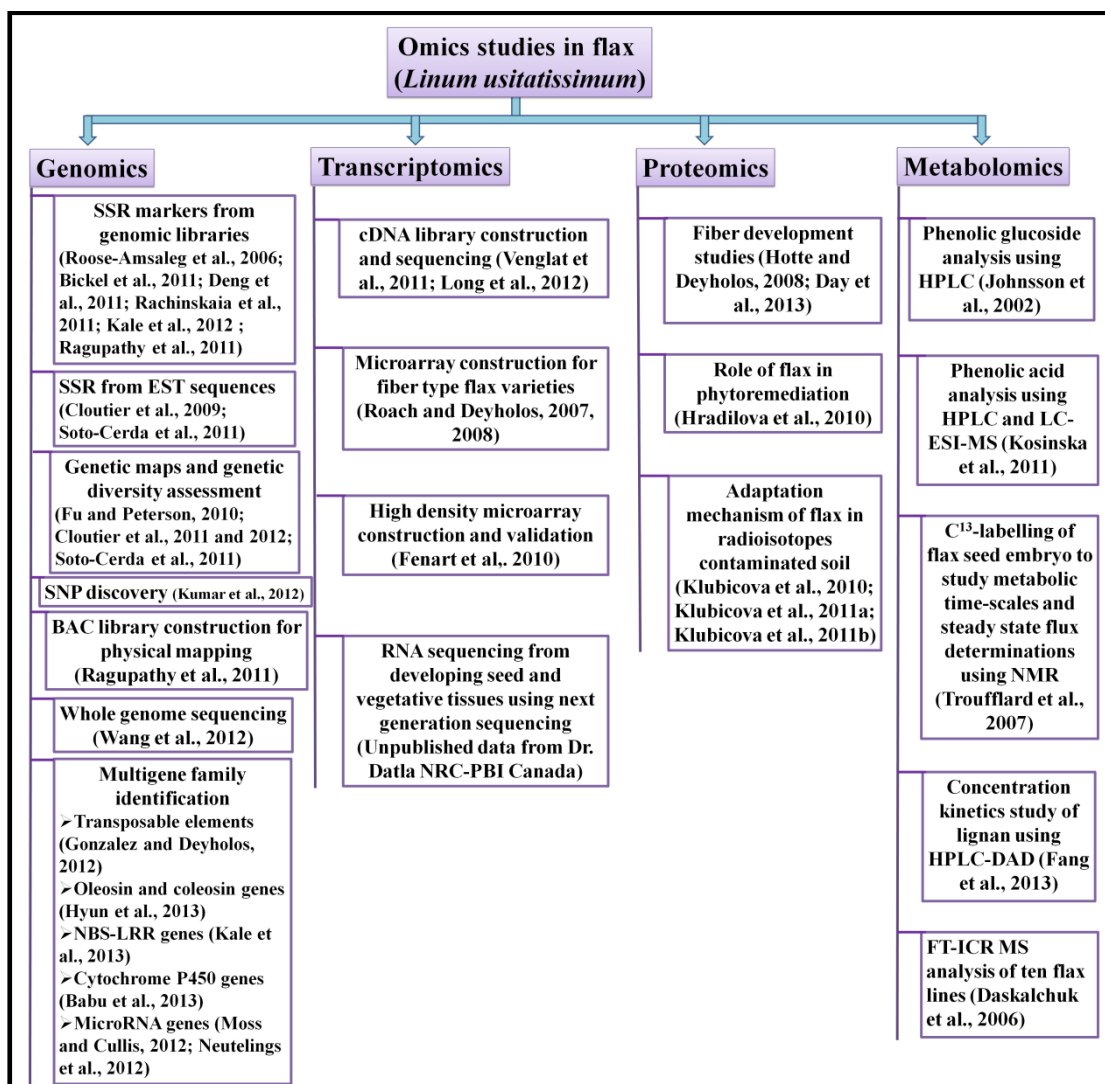 Omics studies in flax
(Linum usitatissimum)
Genomics
SSR markers from
genomic libraries
(Roose-Amsaleg et al., 2006;
Bickel et al., 2011; Deng et
al., 2011; Rachinskaia et al.,
2011; Kale et al., 2012 ;
Ragupathy et al., 2011)
SSR from EST sequences
(Cloutier et al., 2009;
Soto-Cerda et al., 2011)
Genetic maps and genetic
diversity assessment
(Fu and Peterson, 2010;
Cloutier et al., 2011 and 2012;
Soto-Cerda et al., 2011)
SNP discovery (Kumar et al., 2012)
BAC library construction for
physical mapping
(Ragupathy et al., 2011)
Whole genome sequencing
(Wang et al., 2012)
Multigene family
identification
➢Transposable elements
(Gonzalez and Deyholos,
2012)
➢Oleosin and coleosin genes
(Hyun et al., 2013)
➢NBS-LRR genes (Kale et
al., 2013)
➢Cytochrome P450 genes
(Babu et al., 2013)
➢MicroRNA genes (Moss
and Cullis, 2012; Neutelings
et al., 2012)
Transcriptomics
cDNA library construction
and sequencing (Venglat et
al., 2011; Long et al., 2012)
Microarray construction for
fiber type flax varieties
(Roach and Deyholos, 2007,
2008)
High density microarray
construction and validation
(Fenart et al,. 2010)
RNA sequencing from
developing seed and
vegetative tissues using next
generation sequencing
(Unpublished data from Dr.
Datla NRC-PBI Canada)
Proteomics
Fiber development
studies (Hotte and
Deyholos, 2008; Day
et al., 2013)
Role of flax in
phytoremediation
(Hradilova et al., 2010)
Adaptation
mechanism of flax in
radioisotopes
contaminated soil
(Klubicova et al., 2010;
Klubicova et al., 2011a;
Klubicova et al., 2011b)
Metabolomics
Phenolic glucoside
analysis using
HPLC (Johnsson et
al., 2002)
Phenolic acid
analysis using
HPLC and LC-
ESI-MS (Kosinska
et al., 2011)
C¹³-labelling of
flax seed embryo to
study metabolic
time-scales and
steady state flux
determinations
using NMR
(Troufflard et al.,
2007)
Concentration
kinetics study of
lignan using
HPLC-DAD (Fang
et al., 2013)
FT-ICR MS
analysis of ten flax
lines (Daskalchuk
et al., 2006)